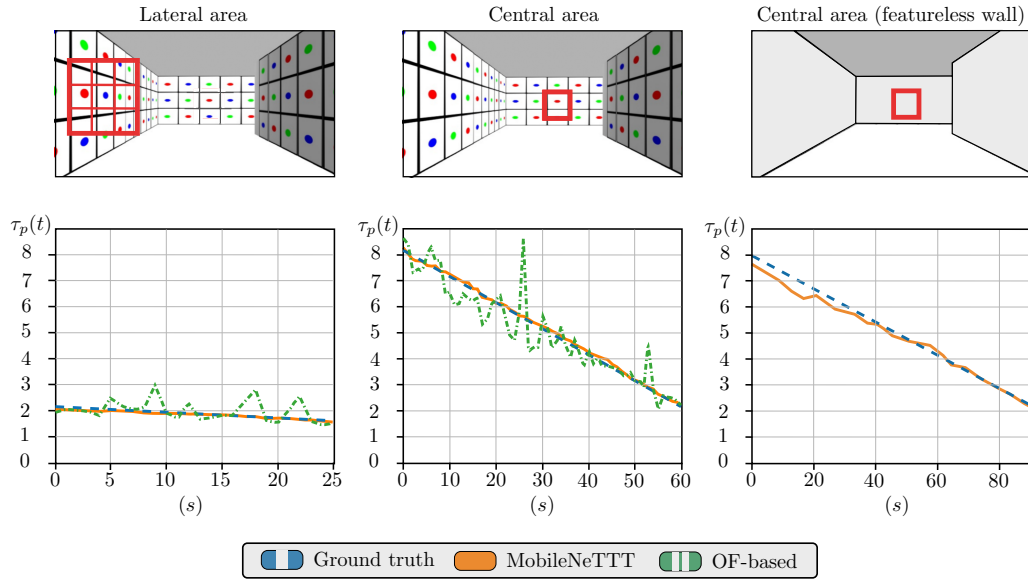 Lateral area
Central area
Central area (featureless wall)
τ_p(t)
8
7
6
5
4
3
2
1
0
0 5 10 15 20 25
(s)
τ_p(t)
8
7
6
5
4
3
2
1
0
0 10 20 30 40 50 60
(s)
τ_p(t)
8
7
6
5
4
3
2
1
0
0 20 40 60 80
(s)
Ground truth MobileNeTTT OF-based